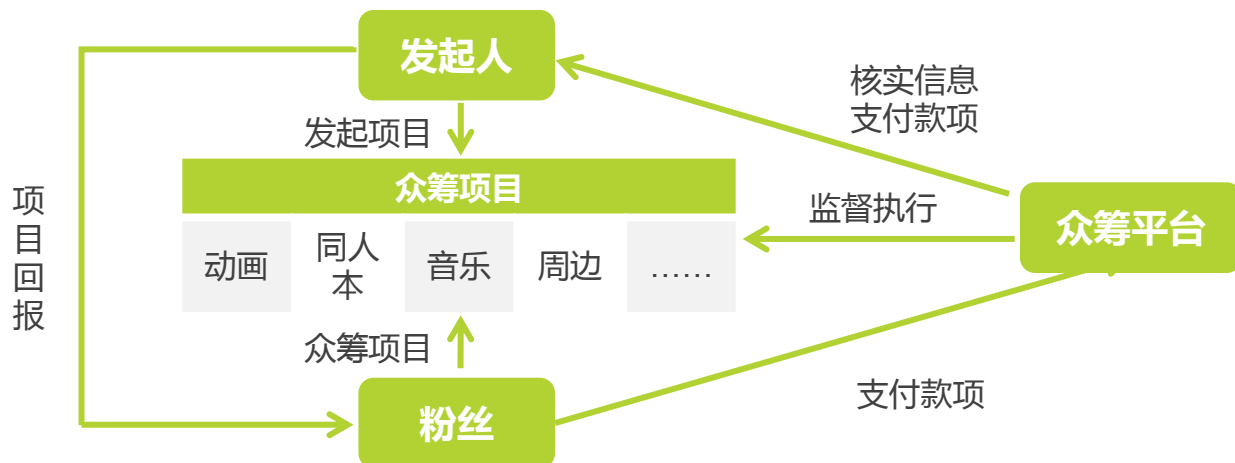 发起人
核实信息
支付款项
发起项目
众筹项目
监督执行
众筹平台
项
目
回
报
动画
同人
本
音乐
周边
……
众筹项目
粉丝
支付款项